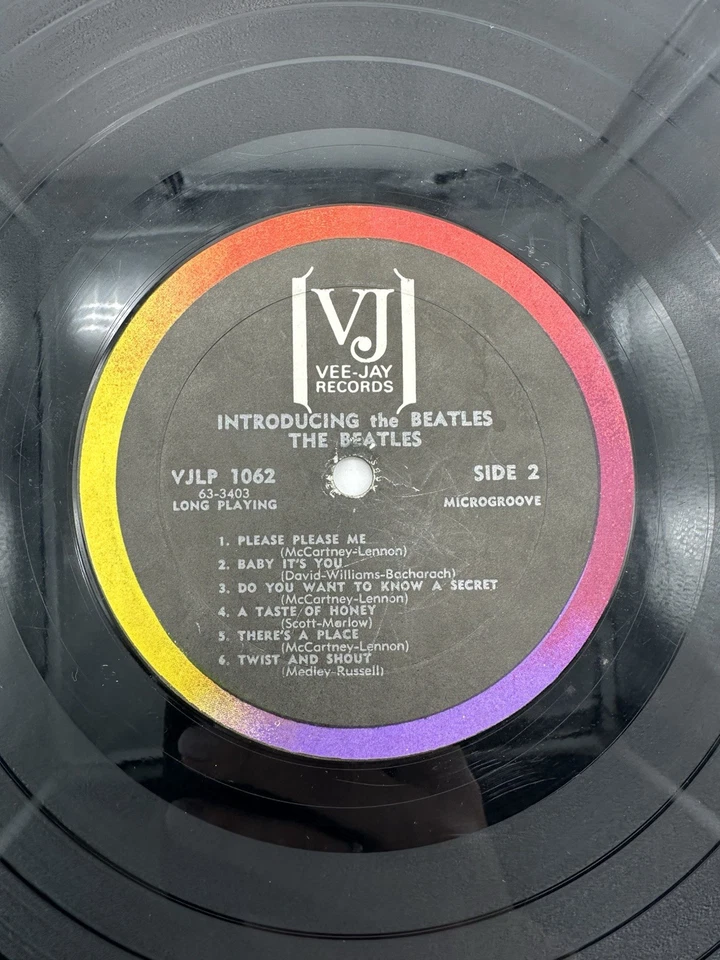 VJ
VEE-JAY
RECORDS
INTRODUCING the BEATLES
THE BEATLES
VJLP 1062 SIDE 2
63-3403
LONG PLAYING MICROGROOVE
1. PLEASE PLEASE ME
(McCartney-Lennon)
2. BABY IT'S YOU
(David-Williams-Bacharach)
3. DO YOU WANT TO KNOW A SECRET
(McCartney-Lennon)
4. A TASTE OF HONEY
(Scott-Marlow)
5. THERE'S A PLACE
(McCartney-Lennon)
6. TWIST AND SHOUT
(Medley-Russell)